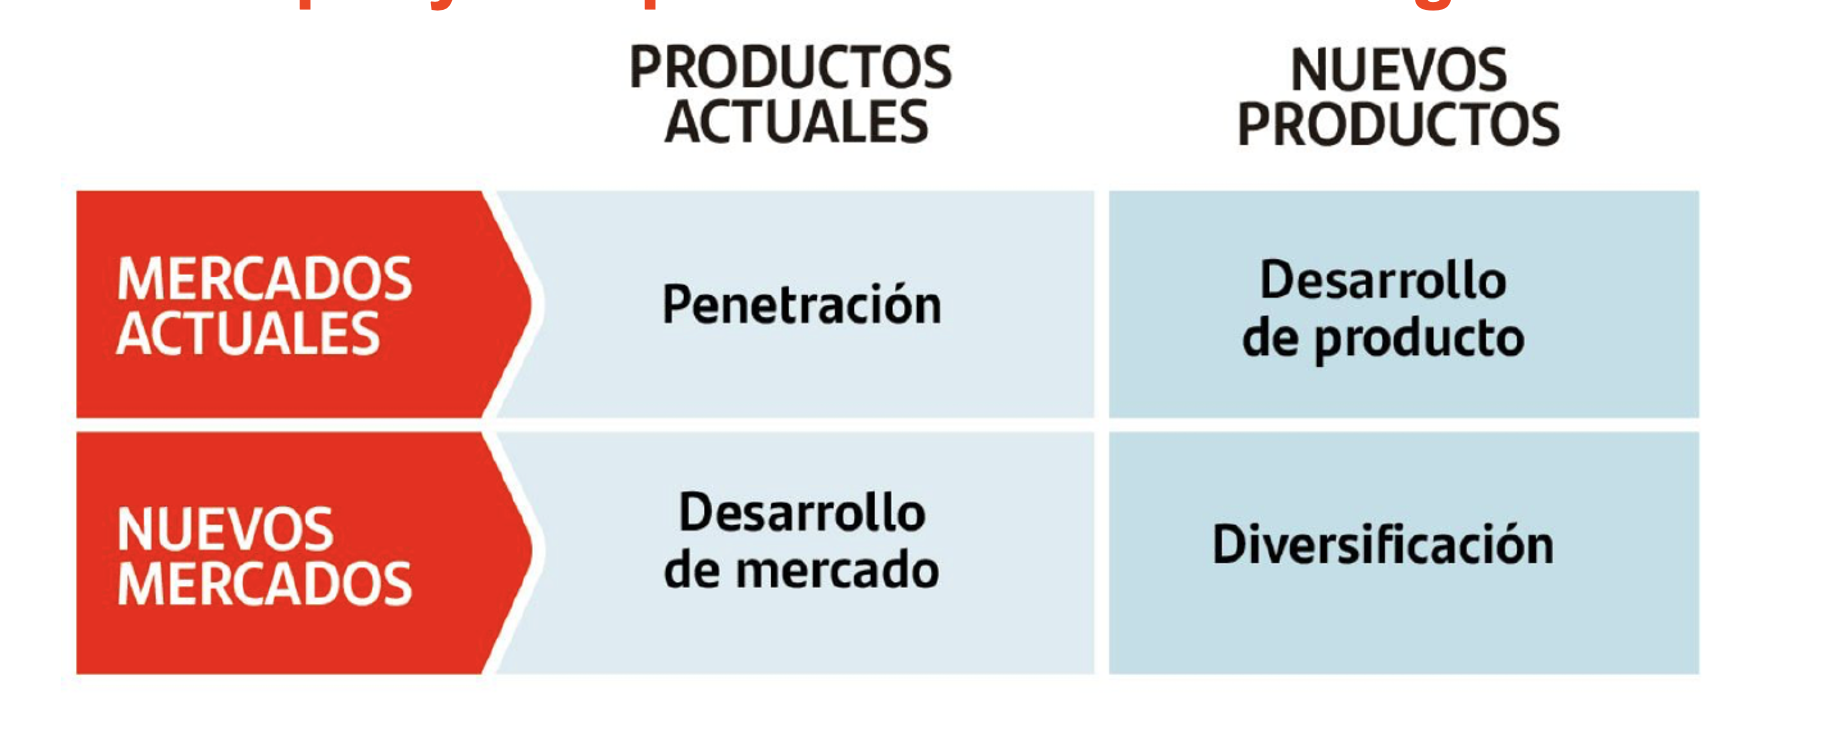 PRODUCTOS
ACTUALES
NUEVOS
PRODUCTOS
MERCADOS
ACTUALES
Penetración
Desarrollo
de producto
NUEVOS
MERCADOS
Desarrollo
de mercado
Diversificación